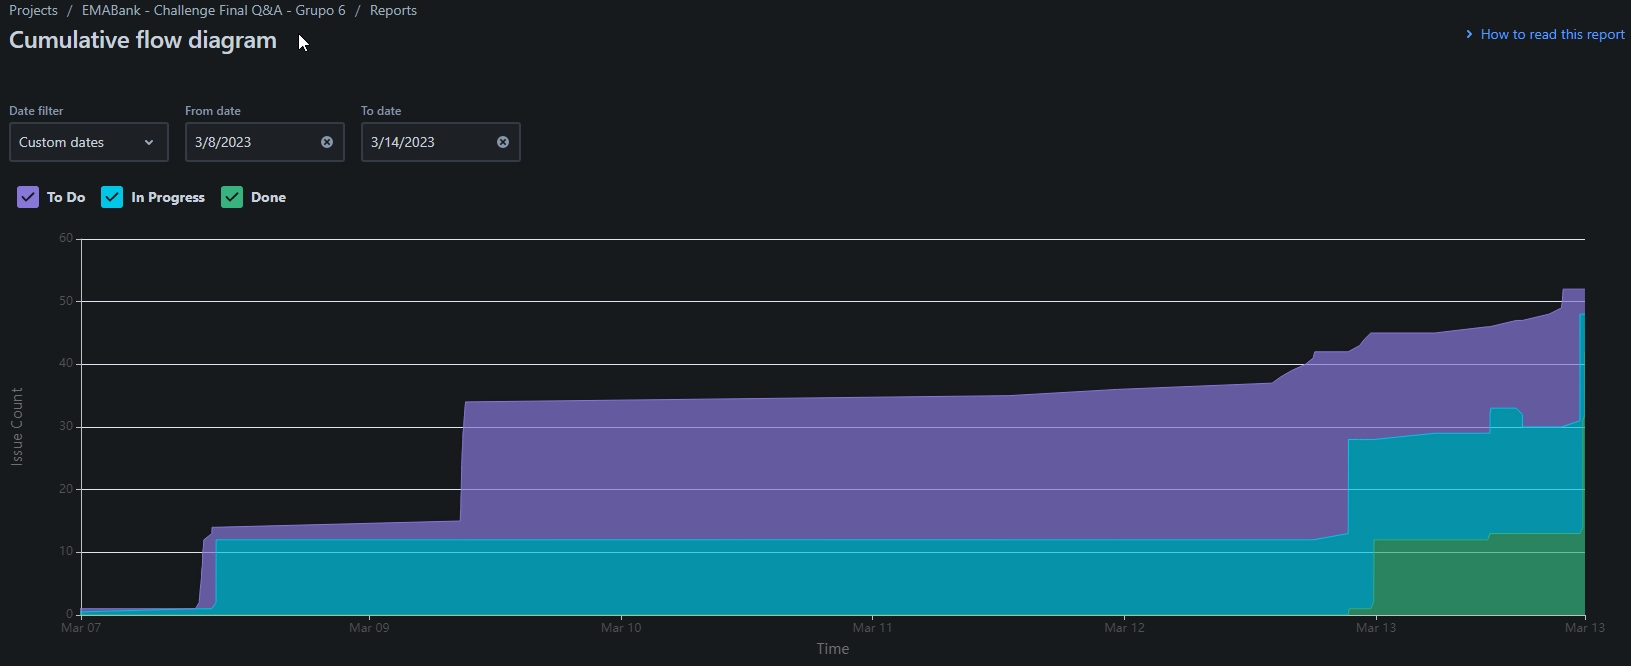 Projects / EMABank - Challenge Final Q&A - Grupo 6 / Reports
Cumulative flow diagram
How to read this report
Date filter From date To date
Custom dates 3/8/2023 3/14/2023
To Do In Progress Done
60
50
40
30
20
10
0
Issue Count
Mar 07 Mar 09 Mar 10 Mar 11 Mar 12 Mar 13 Mar 13
Time